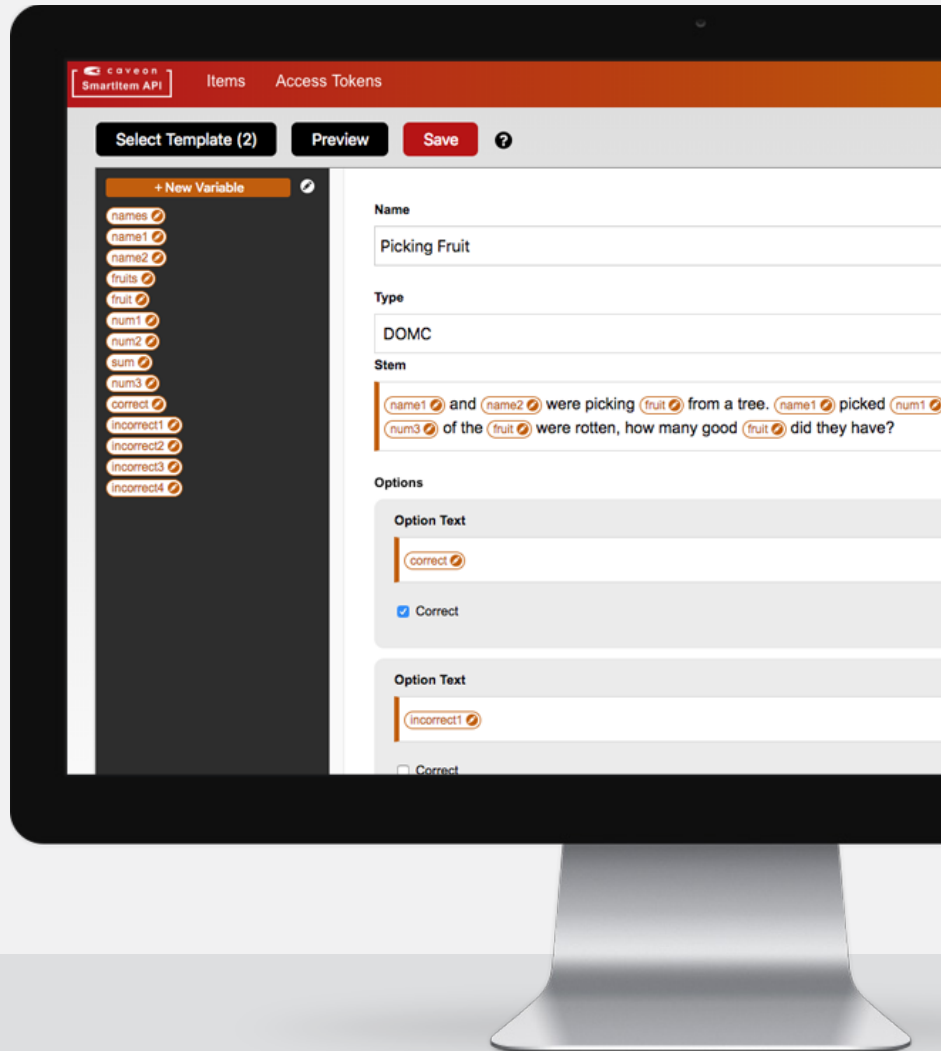 caveon
SmartItem API
Items
Access Tokens
Select Template (2)
Preview
Save
?
+ New Variable
names
name1
name2
fruits
fruit
num1
num2
sum
num3
correct
incorrect1
incorrect2
incorrect3
incorrect4
Name
Picking Fruit
Type
DOMC
Stem
name1 and name2 were picking fruit from a tree. name1 picked num1
num3 of the fruit were rotten, how many good fruit did they have?
Options
Option Text
correct
Correct
Option Text
incorrect1
Correct